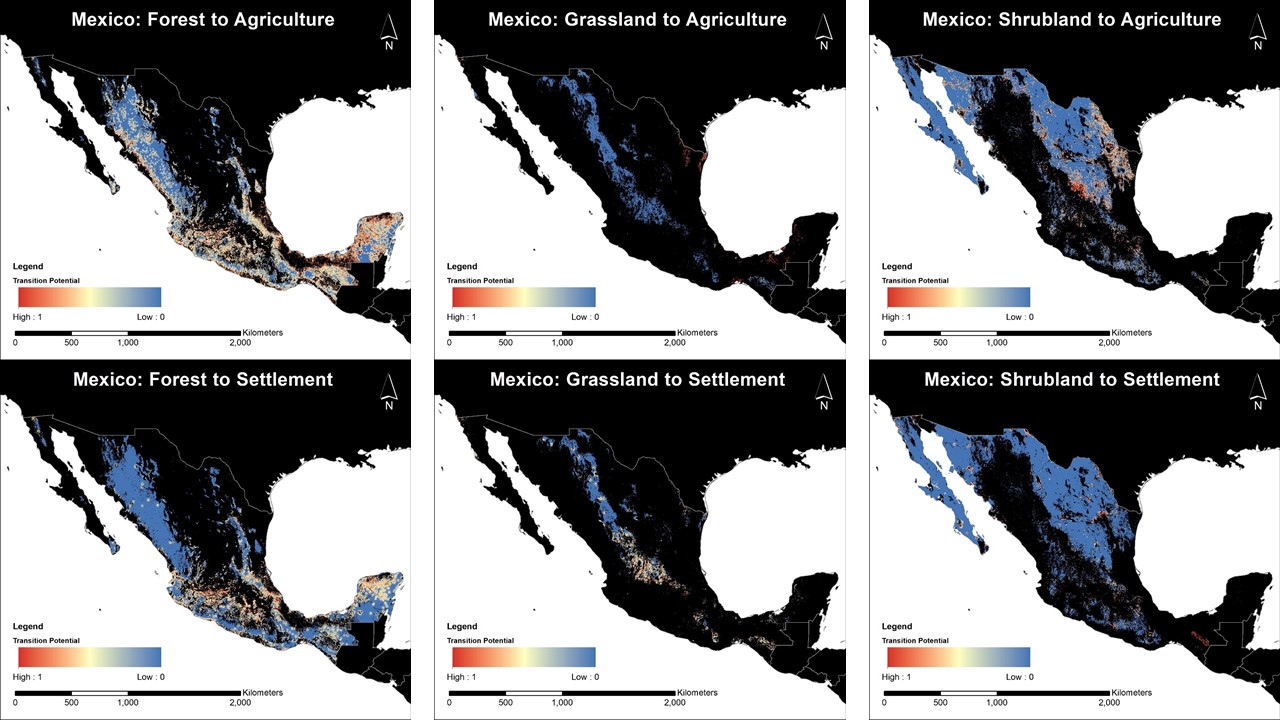 Mexico: Forest to Agriculture
N
Legend
Transition Potential
High : 1 Low : 0
Kilometers
0 500 1,000 2,000
Mexico: Grassland to Agriculture
N
Legend
Transition Potential
High : 1 Low : 0
Kilometers
0 500 1,000 2,000
Mexico: Shrubland to Agriculture
N
Legend
Transition Potential
High : 1 Low : 0
Kilometers
0 500 1,000 2,000
Mexico: Forest to Settlement
N
Legend
Transition Potential
High : 1 Low : 0
Kilometers
0 500 1,000 2,000
Mexico: Grassland to Settlement
N
Legend
Transition Potential
High : 1 Low : 0
Kilometers
0 500 1,000 2,000
Mexico: Shrubland to Settlement
N
Legend
Transition Potential
High : 1 Low : 0
Kilometers
0 500 1,000 2,000